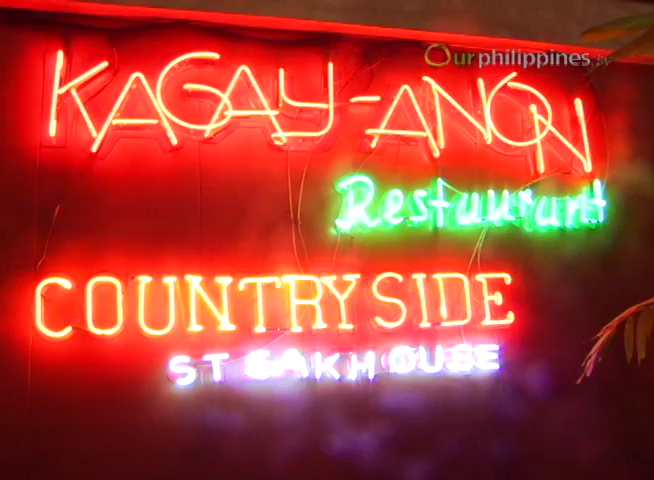 Ourphilippines
KAGAY-ANON
Restaurant
COUNTRYSIDE
STEAKHOUSE